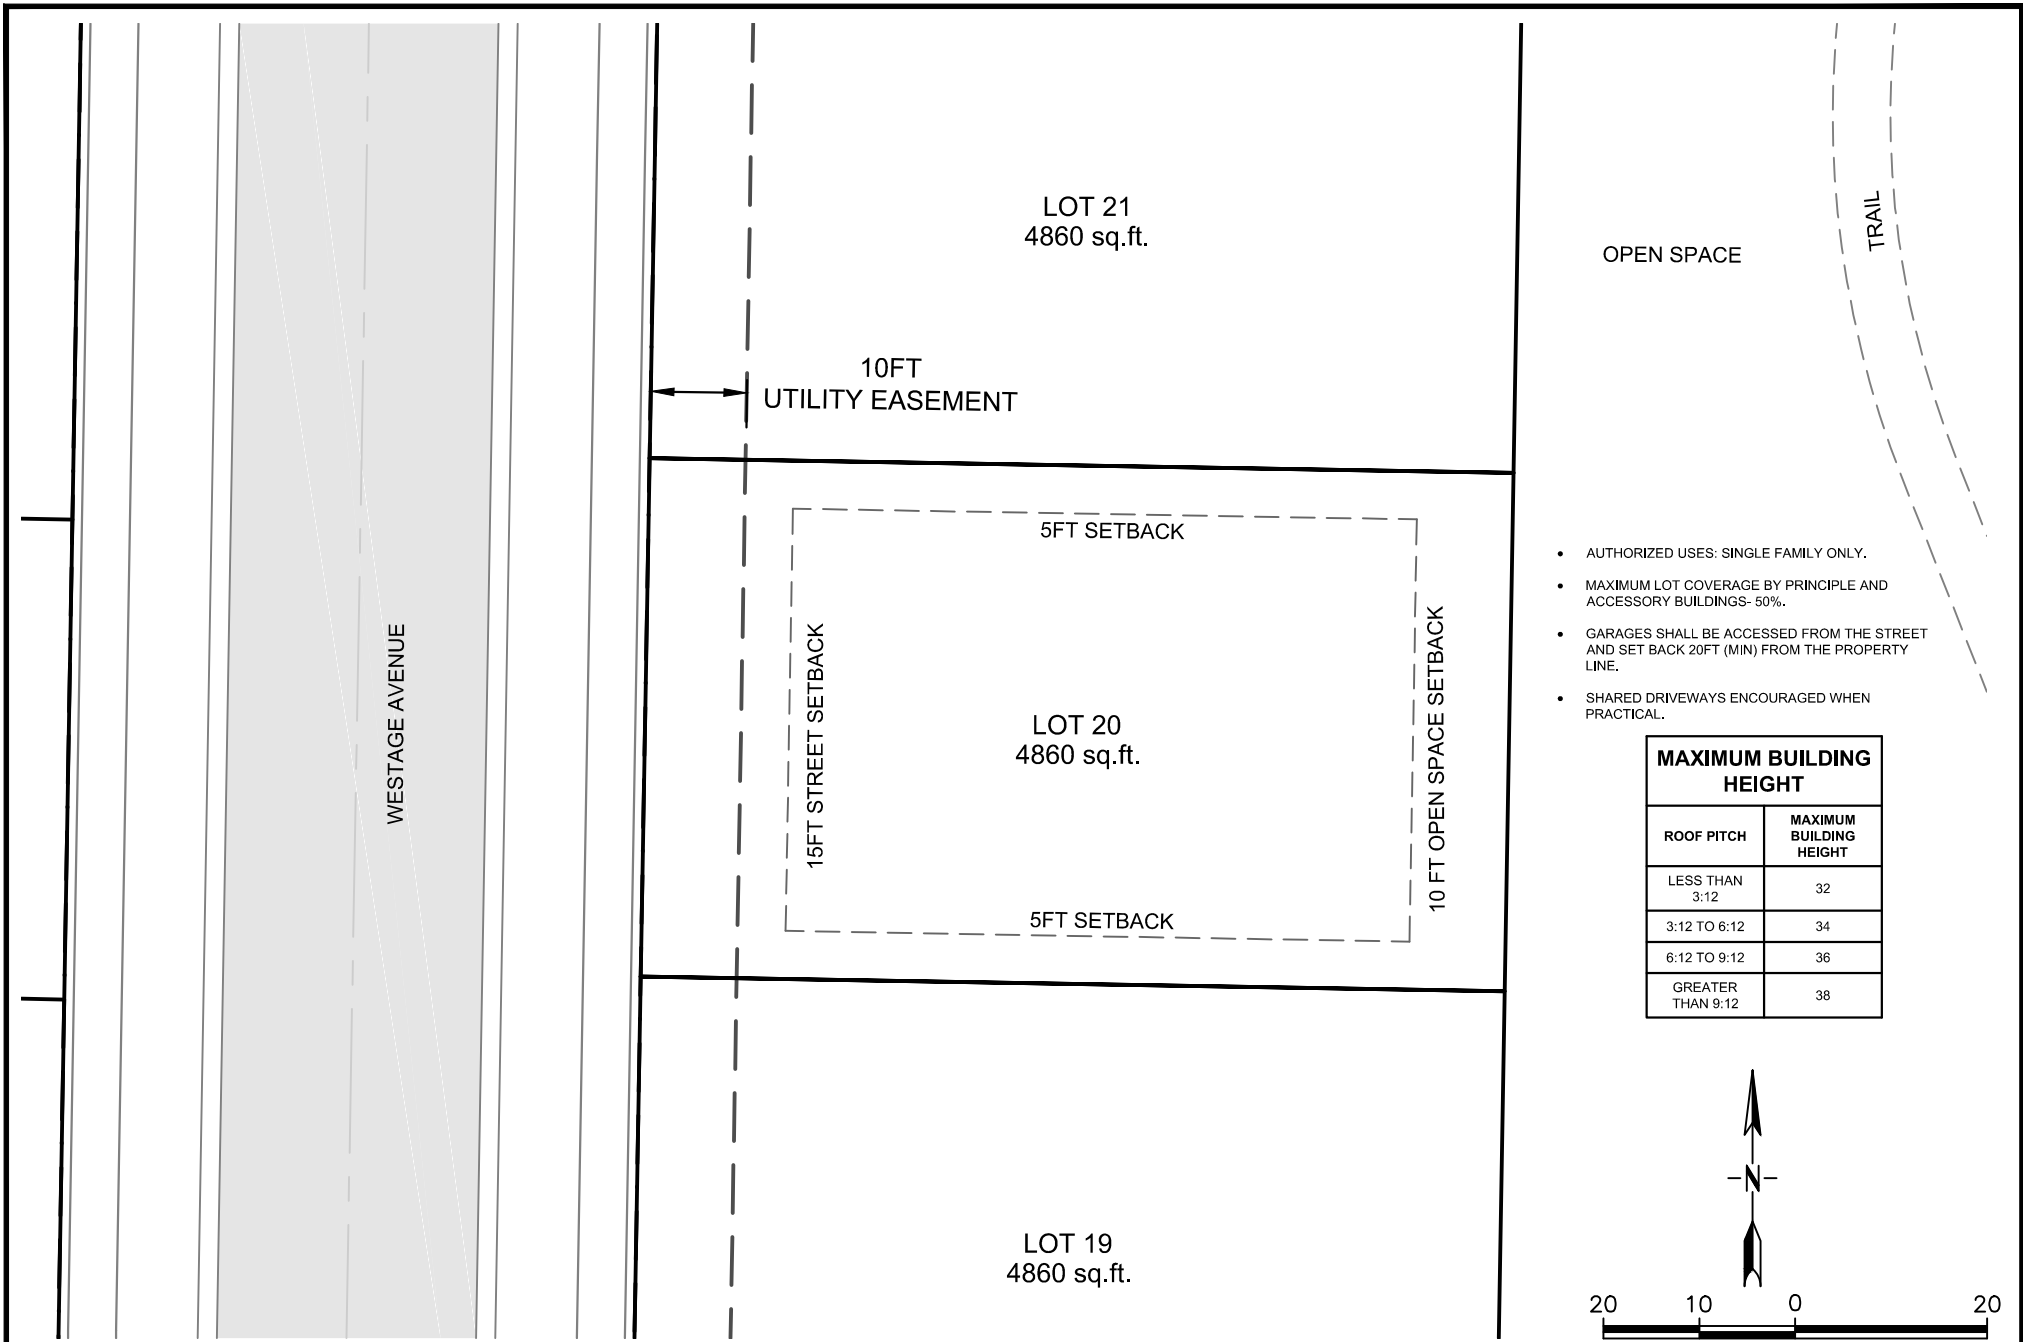 LOT 21
4860 sq.ft.
OPEN SPACE
TRAIL
10FT
UTILITY EASEMENT
WESTAGE AVENUE
5FT SETBACK
15FT STREET SETBACK
LOT 20
4860 sq.ft.
10 FT OPEN SPACE SETBACK
5FT SETBACK
LOT 19
4860 sq.ft.
• AUTHORIZED USES: SINGLE FAMILY ONLY.
• MAXIMUM LOT COVERAGE BY PRINCIPLE AND
ACCESSORY BUILDINGS- 50%.
• GARAGES SHALL BE ACCESSED FROM THE STREET
AND SET BACK 20FT (MIN) FROM THE PROPERTY
LINE.
• SHARED DRIVEWAYS ENCOURAGED WHEN
PRACTICAL.
MAXIMUM BUILDING
HEIGHT
ROOF PITCH
MAXIMUM
BUILDING
HEIGHT
LESS THAN
3:12
32
3:12 TO 6:12
34
6:12 TO 9:12
36
GREATER
THAN 9:12
38
N
20 10 0 20